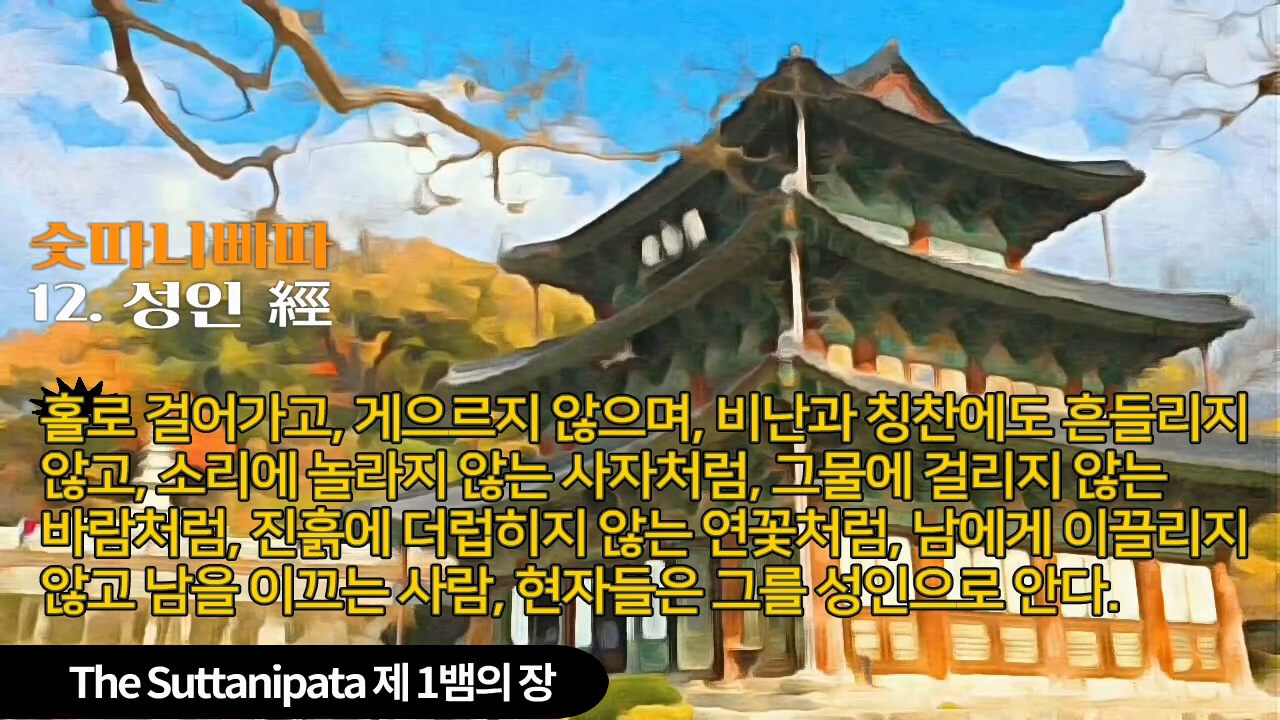 숫따니빠따
12. 성인 經
홀로 걸어가고, 게으르지 않으며, 비난과 칭찬에도 흔들리지
않고, 소리에 놀라지 않는 사자처럼, 그물에 걸리지 않는
바람처럼, 진흙에 더럽히지 않는 연꽃처럼, 남에게 이끌리지
않고 남을 이끄는 사람, 현자들은 그를 성인으로 안다.
The Suttanipata 제 1뱀의 장